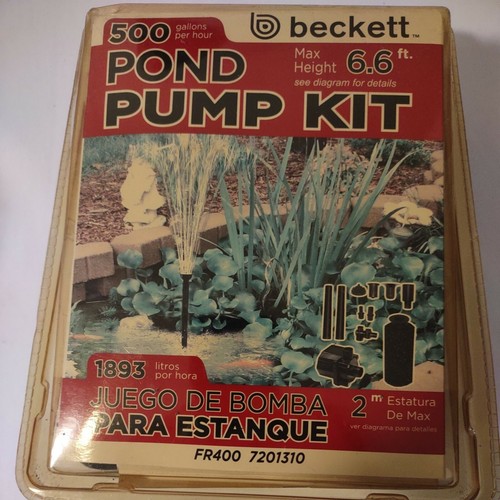 500 gallons per hour
beckett™
POND
PUMP KIT
Max Height 6.6 ft.
see diagram for details
1893 litros por hora
JUEGO DE BOMBA
PARA ESTANQUE
2 m Estatura De Max
ver diagrama para detalles
FR400 7201310